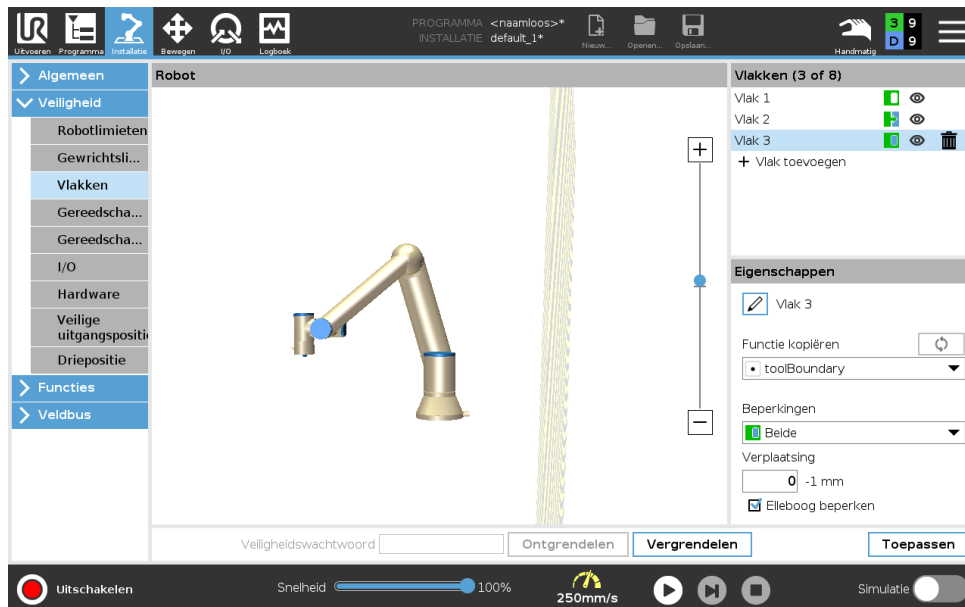 PROGRAMMA <naamloos>*
INSTALLATIE default_1*
Uitvoeren Programma Installatie Bewegen I/O Logboek Nieuw... Openen... Opslaan... Handmatig
3 9
D 9
Algemeen
Veiligheid
Robotlimieten
Gewrichtsli...
Vlakken
Gereedscha...
Gereedscha...
I/O
Hardware
Veilige
uitgangspositi
Driepositie
Functies
Veldbus
Robot
Vlakken (3 of 8)
Vlak 1
Vlak 2
Vlak 3
+ Vlak toevoegen
Eigenschappen
Vlak 3
Functie kopiëren
toolBoundary
Beperkingen
Beide
Verplaatsing
0 -1 mm
Elleboog beperken
Veiligheidswachtwoord Ontgrendelen Vergrendelen Toepassen
Uitschakelen Snelheid 100% 250mm/s Simulatie